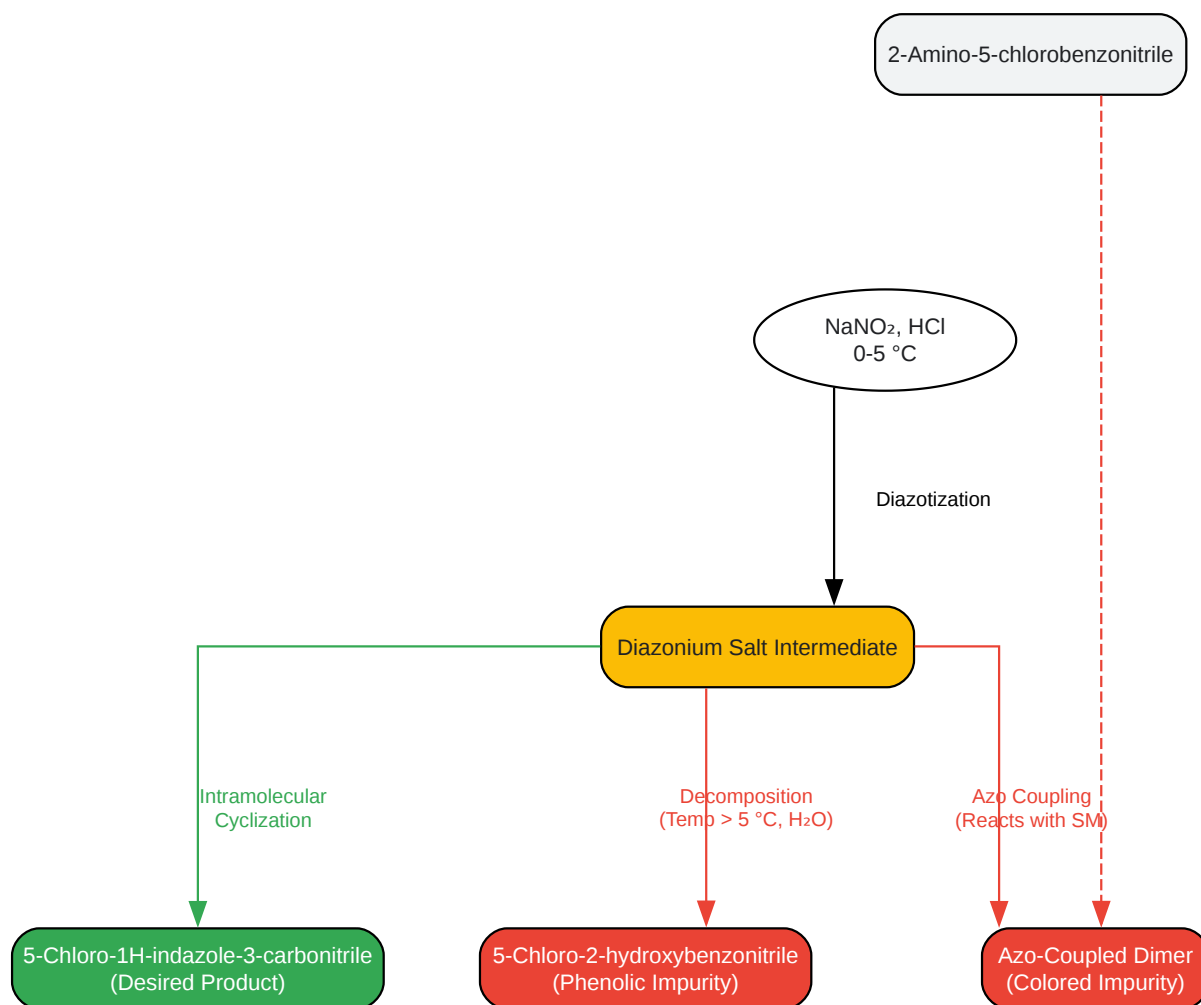 2-Amino-5-chlorobenzonitrile
NaNO₂, HCl
0-5 °C
Diazotization
Diazonium Salt Intermediate
Intramolecular
Cyclization
Decomposition
(Temp > 5 °C, H₂O)
Azo Coupling
(Reacts with SM)
5-Chloro-1H-indazole-3-carbonitrile
(Desired Product)
5-Chloro-2-hydroxybenzonitrile
(Phenolic Impurity)
Azo-Coupled Dimer
(Colored Impurity)